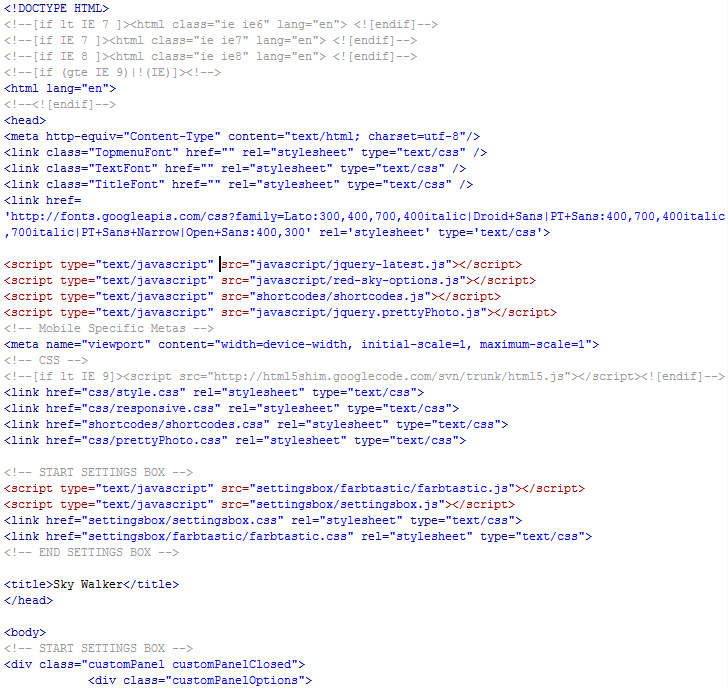 <!DOCTYPE HTML>
<!--[if lt IE 7 ]><html class="ie ie6" lang="en"> <![endif]-->
<!--[if IE 7 ]><html class="ie ie7" lang="en"> <![endif]-->
<!--[if IE 8 ]><html class="ie ie8" lang="en"> <![endif]-->
<!--[if (gte IE 9)|!(IE)]><!-->
<html lang="en">
<!--<![endif]-->
<head>
<meta http-equiv="Content-Type" content="text/html; charset=utf-8"/>
<link class="TopmenuFont" href="" rel="stylesheet" type="text/css" />
<link class="TextFont" href="" rel="stylesheet" type="text/css" />
<link class="TitleFont" href="" rel="stylesheet" type="text/css" />
<link href=
'http://fonts.googleapis.com/css?family=Lato:300,400,700,400italic|Droid+Sans|PT+Sans:400,700,400italic
,700italic|PT+Sans+Narrow|Open+Sans:400,300' rel='stylesheet' type='text/css'>
<script type="text/javascript" src="javascript/jquery-latest.js"></script>
<script type="text/javascript" src="javascript/red-sky-options.js"></script>
<script type="text/javascript" src="shortcodes/shortcodes.js"></script>
<script type="text/javascript" src="javascript/jquery.prettyPhoto.js"></script>
<!-- Mobile Specific Metas -->
<meta name="viewport" content="width=device-width, initial-scale=1, maximum-scale=1">
<!-- CSS -->
<!--[if lt IE 9]><script src="http://html5shim.googlecode.com/svn/trunk/html5.js"></script><![endif]-->
<link href="css/style.css" rel="stylesheet" type="text/css">
<link href="css/responsive.css" rel="stylesheet" type="text/css">
<link href="shortcodes/shortcodes.css" rel="stylesheet" type="text/css">
<link href="css/prettyPhoto.css" rel="stylesheet" type="text/css">
<!-- START SETTINGS BOX -->
<script type="text/javascript" src="settingsbox/farbtastic/farbtastic.js"></script>
<script type="text/javascript" src="settingsbox/settingsbox.js"></script>
<link href="settingsbox/settingsbox.css" rel="stylesheet" type="text/css">
<link href="settingsbox/farbtastic/farbtastic.css" rel="stylesheet" type="text/css">
<!-- END SETTINGS BOX -->
<title>Sky Walker</title>
</head>
<body>
<!-- START SETTINGS BOX -->
<div class="customPanel customPanelClosed">
<div class="customPanelOptions">